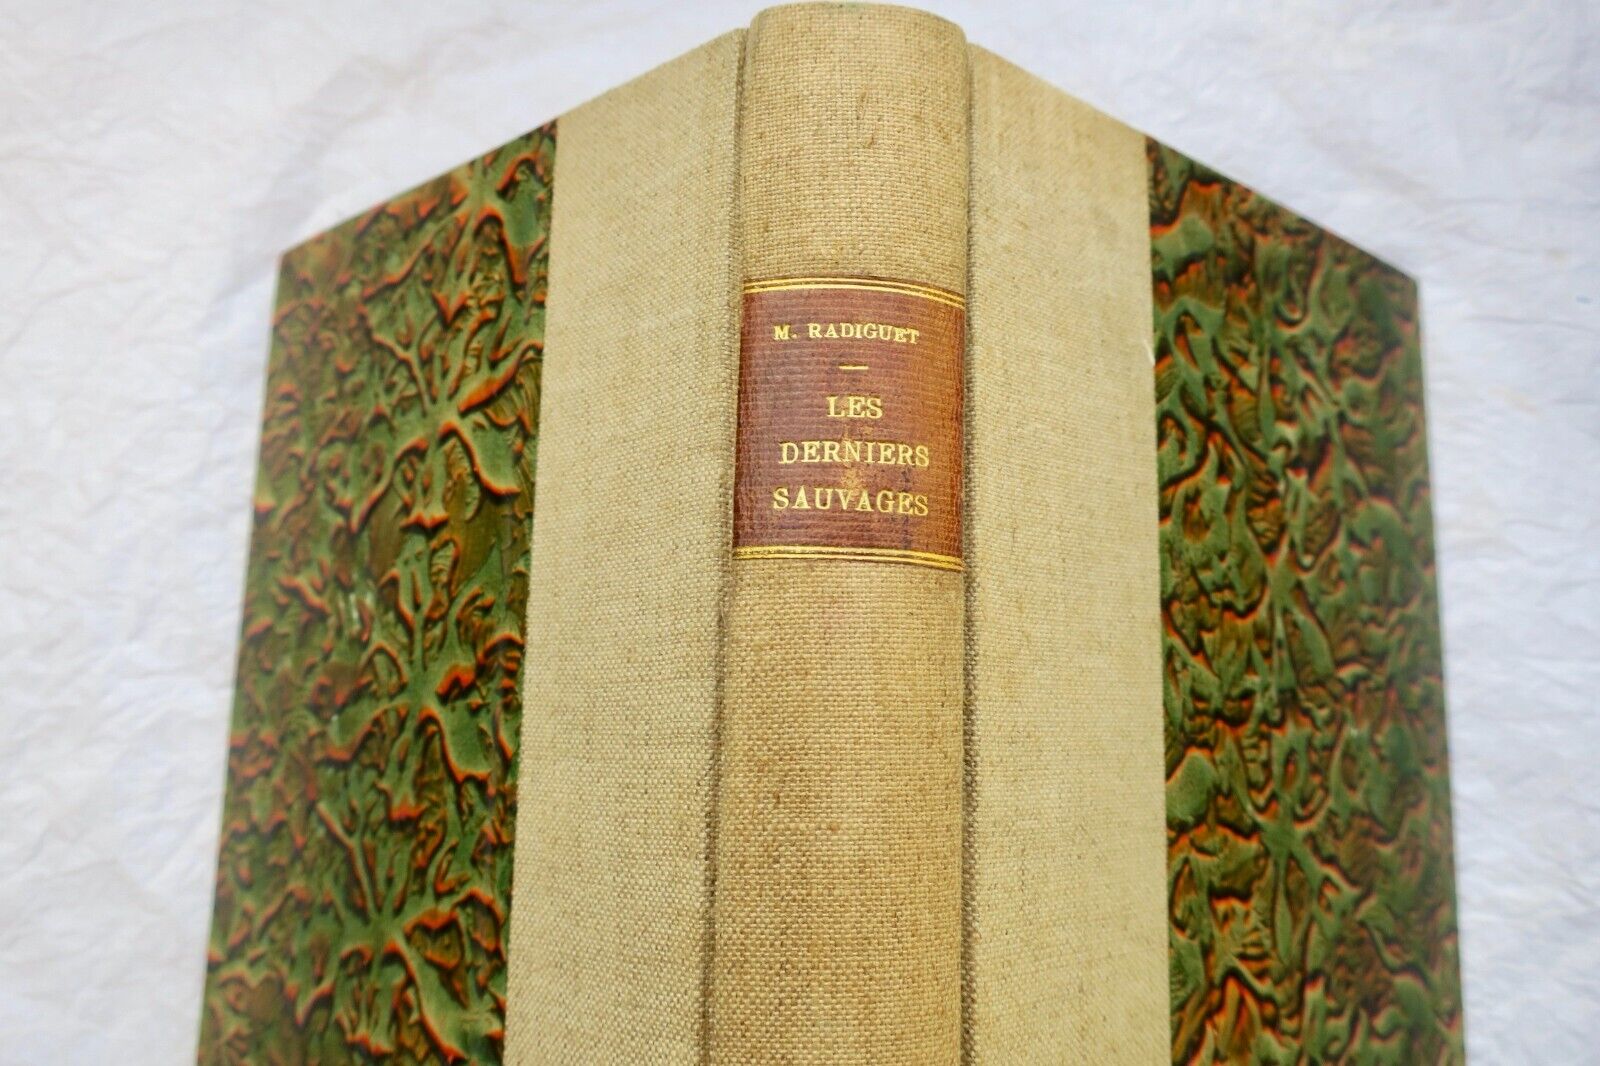 M. RADIGUET
—
LES
DERNIERS
SAUVAGES